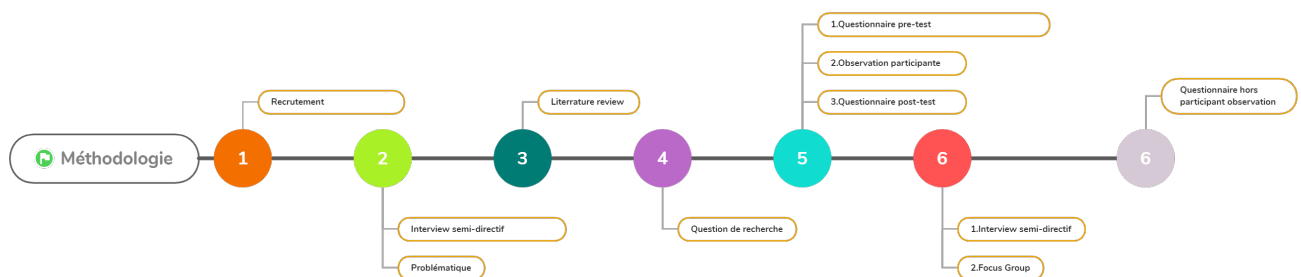 Méthodologie
1
Recrutement
2
Interview semi-directif
Problématique
3
Literrature review
4
Question de recherche
5
1.Questionnaire pre-test
2.Observation participante
3.Questionnaire post-test
6
1.Interview semi-directif
2.Focus Group
6
Questionnaire hors
participant observation